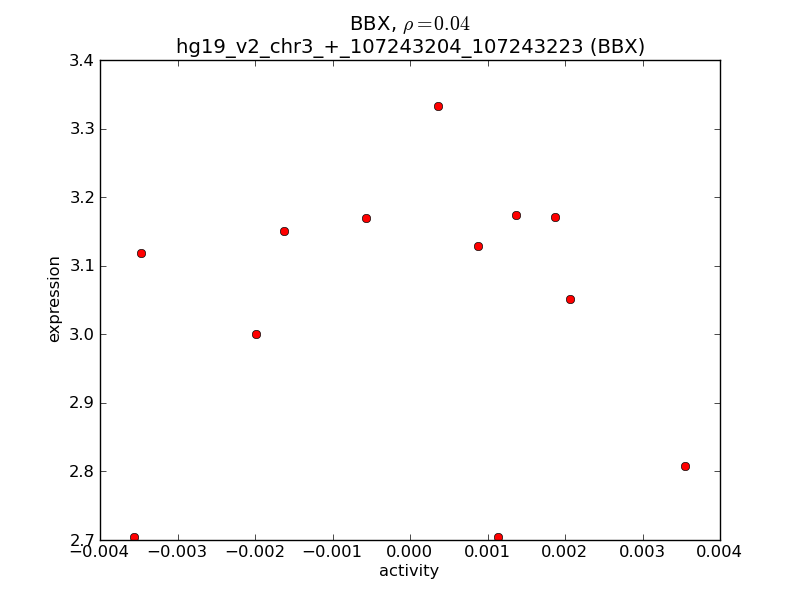 BBX, ρ=0.04
hg19_v2_chr3_+_107243204_107243223 (BBX)
3.4
3.3
3.2
3.1
3.0
2.9
2.8
2.7
expression
−0.004 −0.003 −0.002 −0.001 0.000 0.001 0.002 0.003 0.004
activity